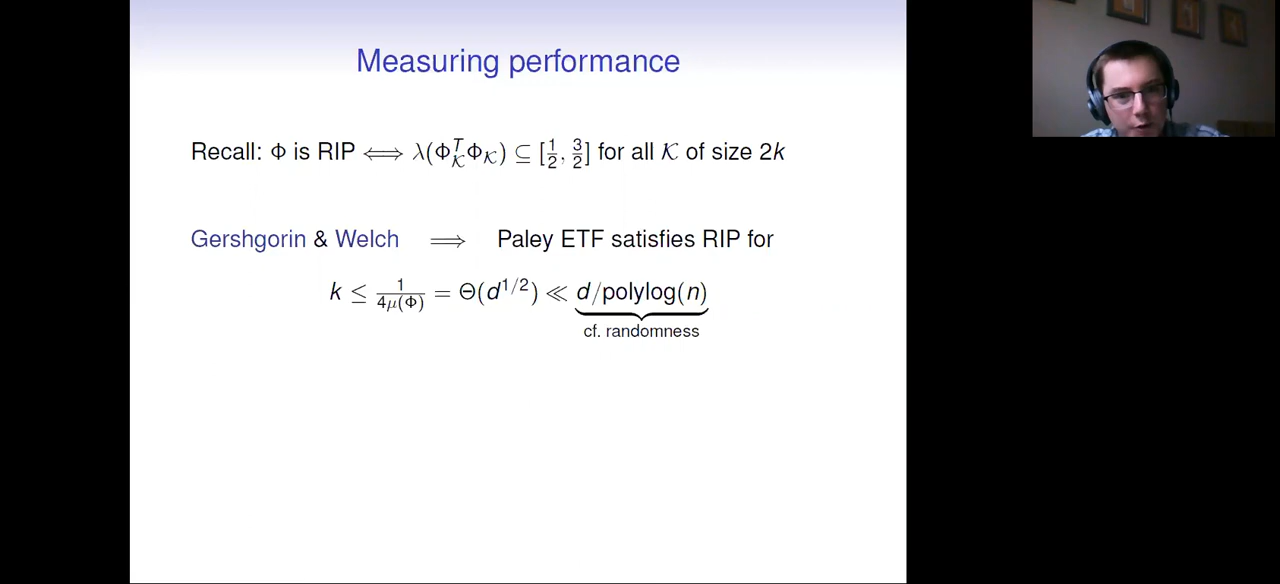 Measuring performance
Recall: Φ is RIP ⟺ λ(Φ_𝒦^T Φ_𝒦) ⊆ [1/2, 3/2] for all 𝒦 of size 2k
Gershgorin & Welch ⟹ Paley ETF satisfies RIP for
k ≤ 1/(4μ(Φ)) = Θ(d^{1/2}) ≪ d/polylog(n)
cf. randomness